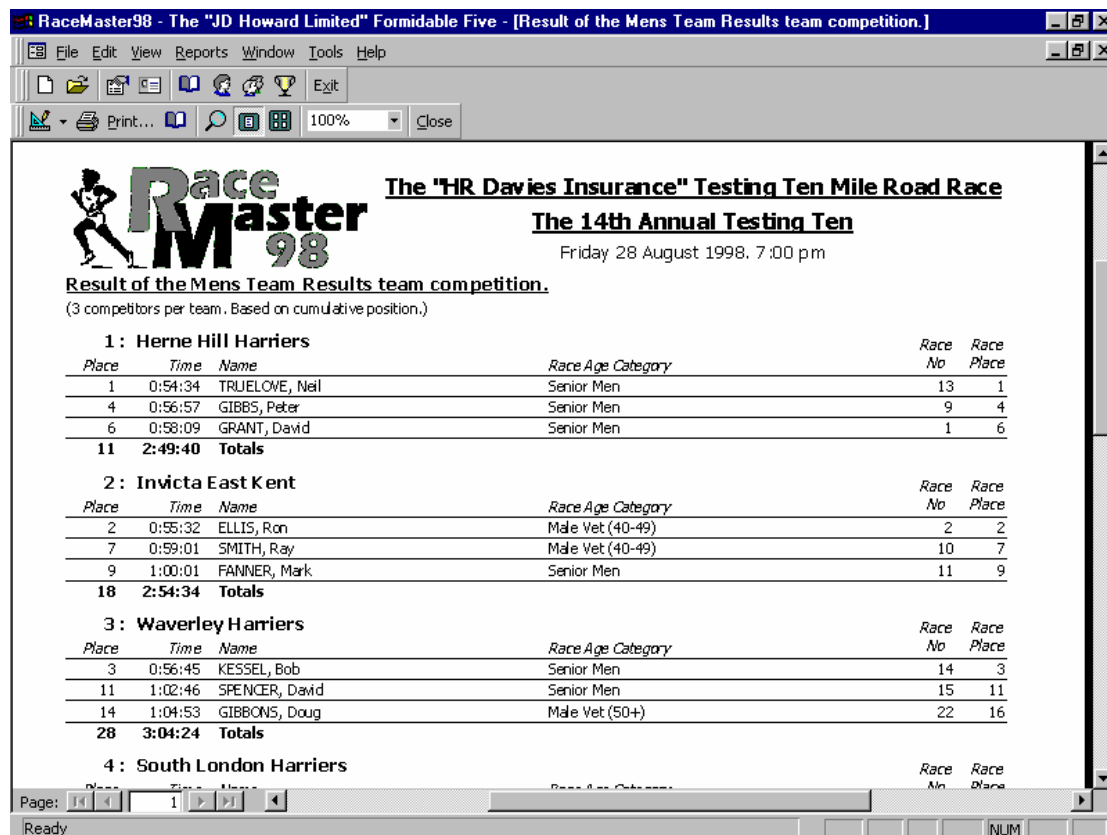 RaceMaster98 - The "JD Howard Limited" Formidable Five - [Result of the Mens Team Results team competition.]
File Edit View Reports Window Tools Help
Exit
Print... 100% Close
Race Master 98
The "HR Davies Insurance" Testing Ten Mile Road Race
The 14th Annual Testing Ten
Friday 28 August 1998. 7:00 pm
Result of the Mens Team Results team competition.
(3 competitors per team. Based on cumulative position.)
1: Herne Hill Harriers
Place Time Name Race Age Category Race No Race Place
1 0:54:34 TRUELOVE, Neil Senior Men 13 1
4 0:56:57 GIBBS, Peter Senior Men 9 4
6 0:58:09 GRANT, David Senior Men 1 6
11 2:49:40 Totals
2: Invicta East Kent
Place Time Name Race Age Category Race No Race Place
2 0:55:32 ELLIS, Ron Male Vet (40-49) 2 2
7 0:59:01 SMITH, Ray Male Vet (40-49) 10 7
9 1:00:01 FANNER, Mark Senior Men 11 9
18 2:54:34 Totals
3: Waverley Harriers
Place Time Name Race Age Category Race No Race Place
3 0:56:45 KESSEL, Bob Senior Men 14 3
11 1:02:46 SPENCER, David Senior Men 15 11
14 1:04:53 GIBBONS, Doug Male Vet (50+) 22 16
28 3:04:24 Totals
4: South London Harriers
Place Time Name Race Age Category Race No Race Place
Page: 1
Ready NUM